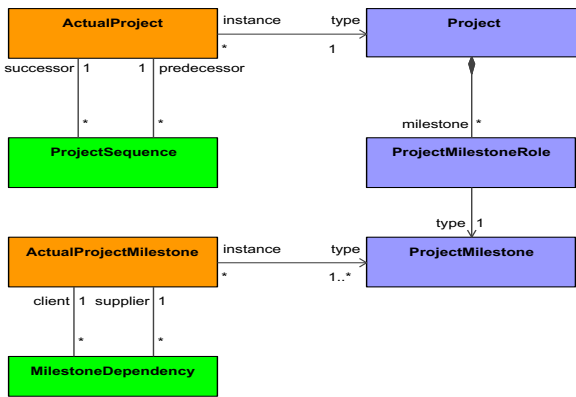 ActualProject
instance
type
Project
*
1
successor
1
1
predecessor
*
*
milestone
*
ProjectSequence
ProjectMilestoneRole
type
1
ActualProjectMilestone
instance
type
ProjectMilestone
*
1..*
client
1
supplier
1
*
*
MilestoneDependency